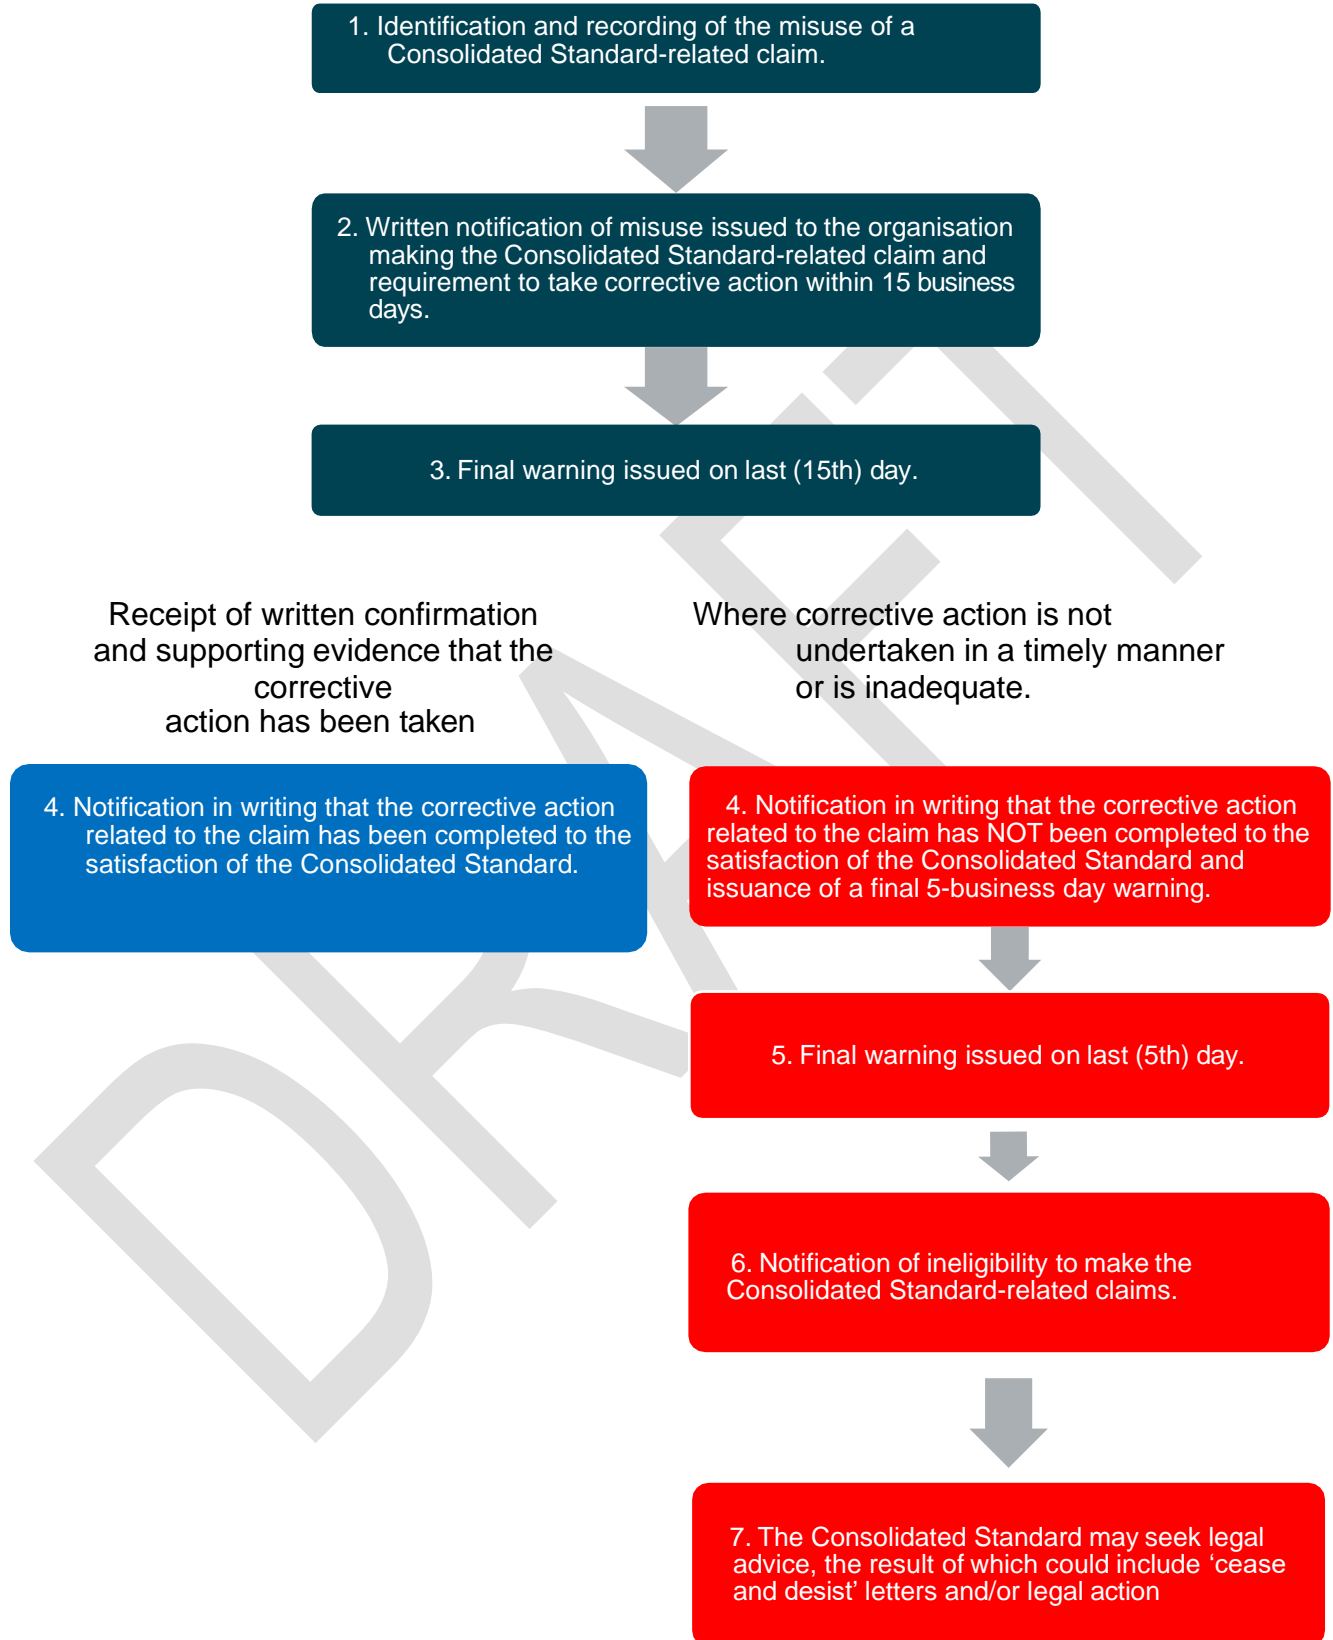 1. Identification and recording of the misuse of a
Consolidated Standard-related claim.
2. Written notification of misuse issued to the organisation
making the Consolidated Standard-related claim and
requirement to take corrective action within 15 business
days.
3. Final warning issued on last (15th) day.
Receipt of written confirmation
and supporting evidence that the
corrective
action has been taken
Where corrective action is not
undertaken in a timely manner
or is inadequate.
4. Notification in writing that the corrective action
related to the claim has been completed to the
satisfaction of the Consolidated Standard.
4. Notification in writing that the corrective action
related to the claim has NOT been completed to the
satisfaction of the Consolidated Standard and
issuance of a final 5-business day warning.
5. Final warning issued on last (5th) day.
6. Notification of ineligibility to make the
Consolidated Standard-related claims.
7. The Consolidated Standard may seek legal
advice, the result of which could include ‘cease
and desist’ letters and/or legal action
DRAFT